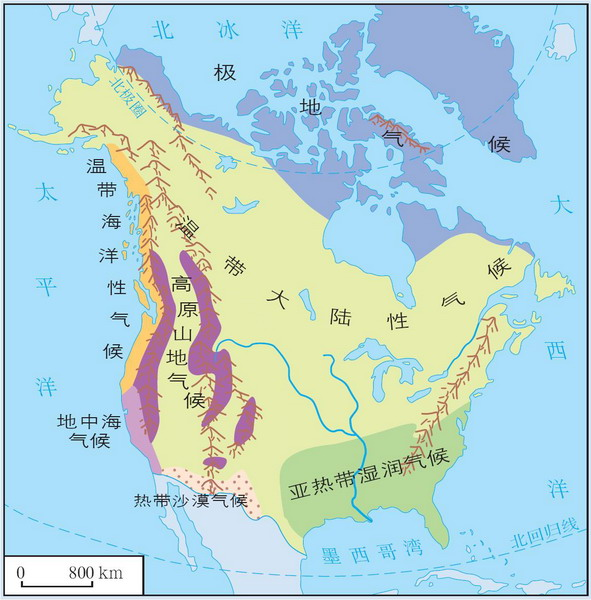 北冰洋
极地气候
北极圈
温带海洋性气候
太平洋
大西洋
温带大陆性气候
高原山地气候
地中海
气候
亚热带湿润气候
热带沙漠气候
墨西哥湾
北回归线
0 800 km